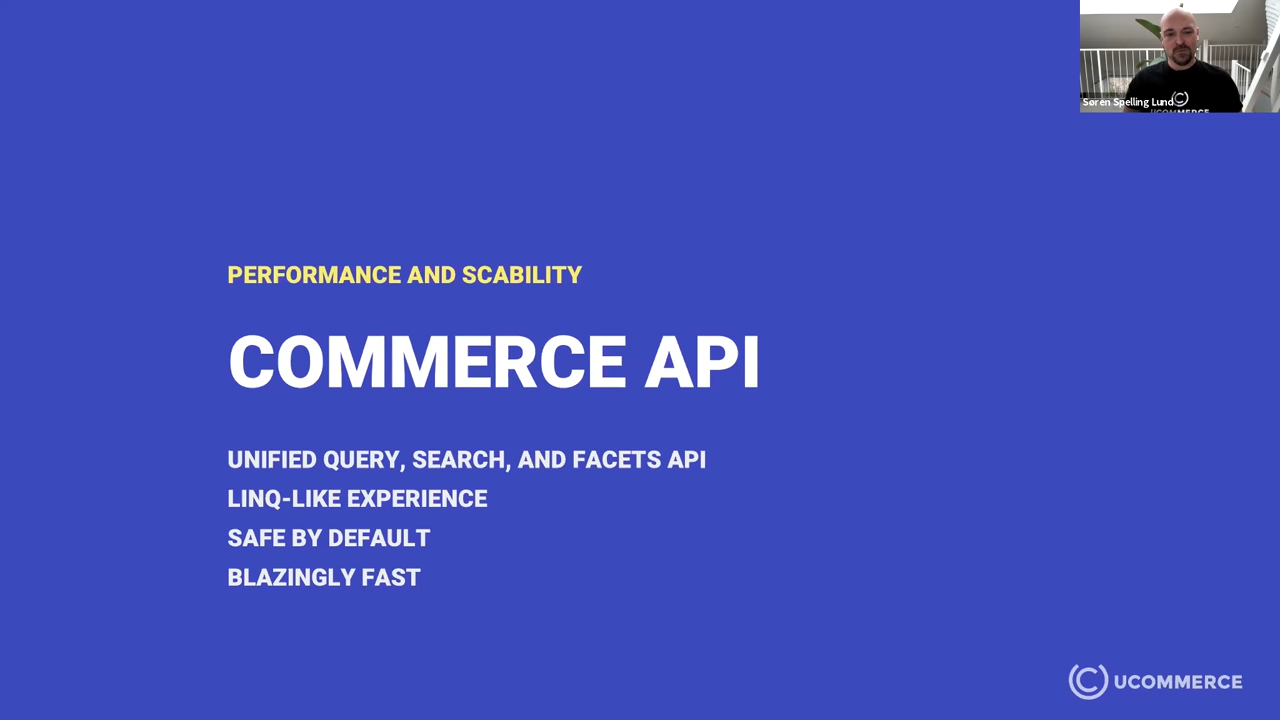 Søren Spelling Lund
UCOMMERCE
PERFORMANCE AND SCABILITY
COMMERCE API
UNIFIED QUERY, SEARCH, AND FACETS API
LINQ-LIKE EXPERIENCE
SAFE BY DEFAULT
BLAZINGLY FAST
UCOMMERCE